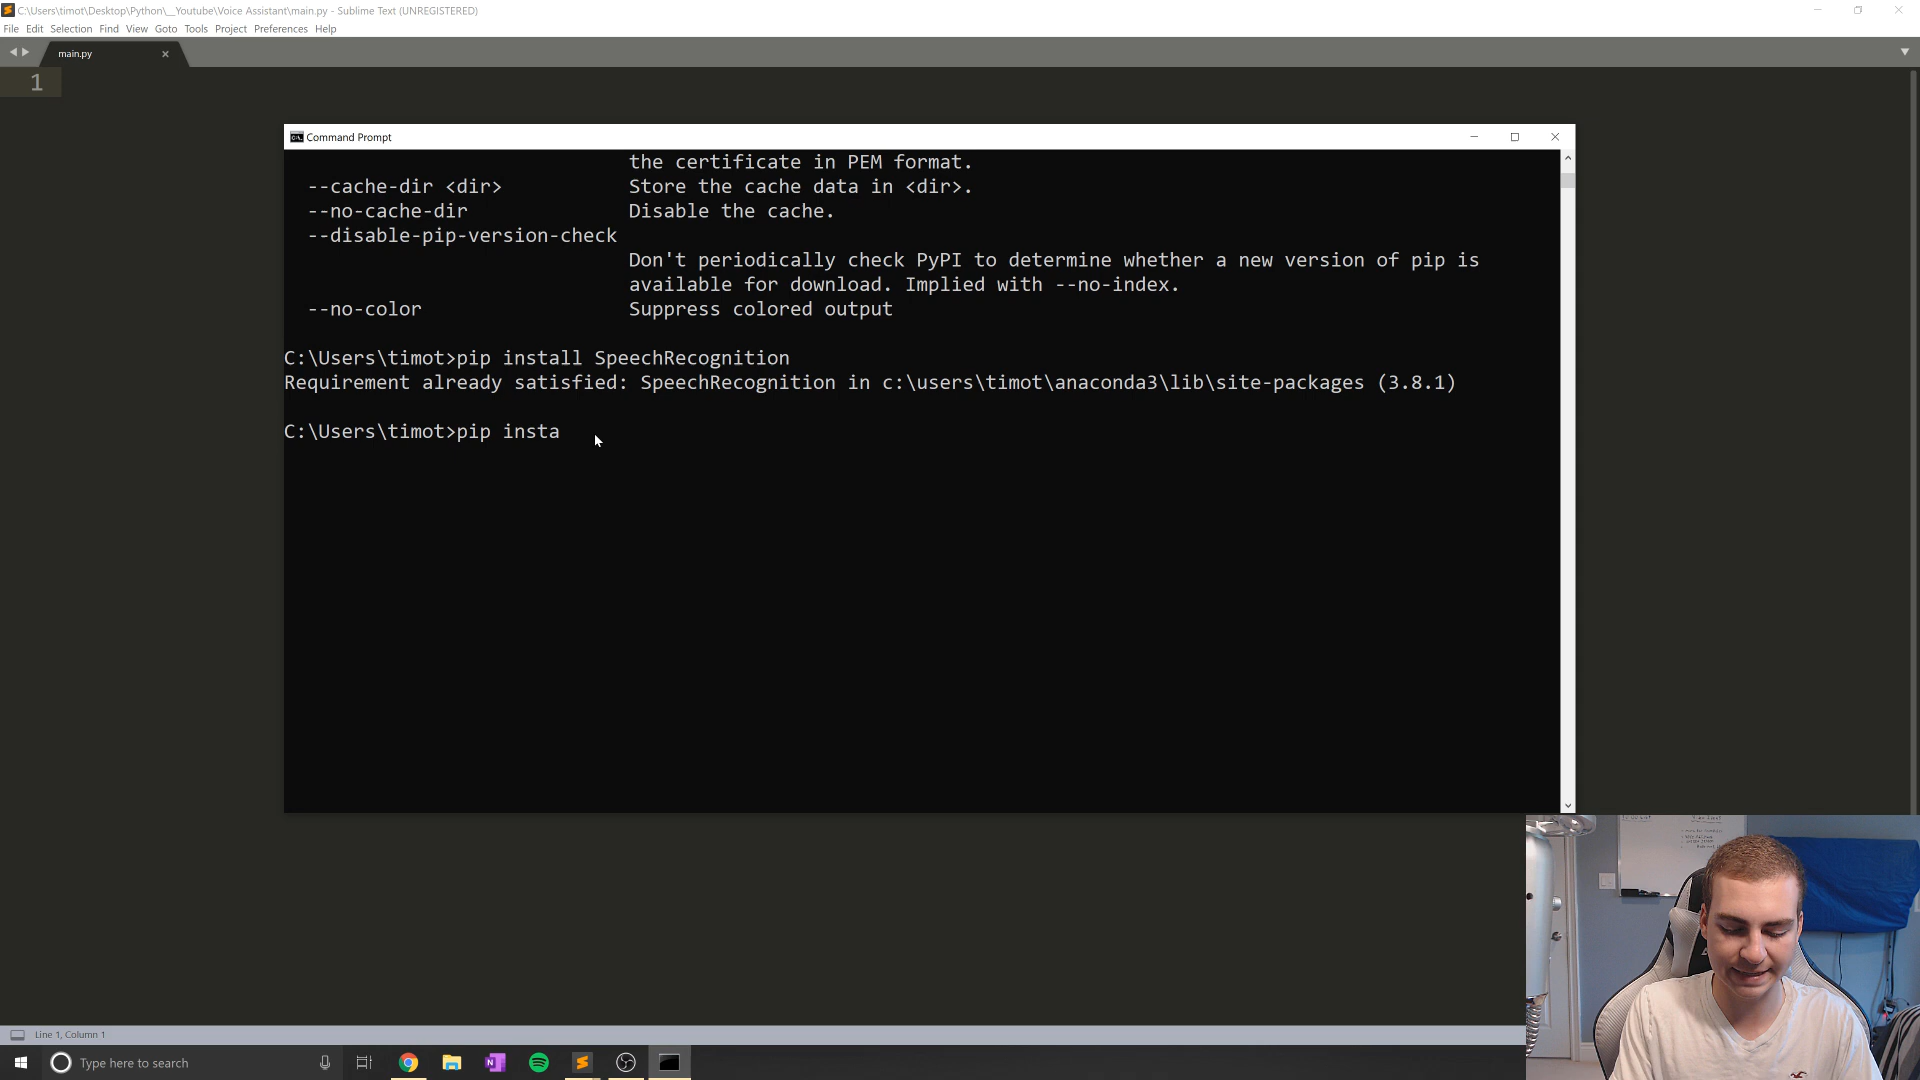 C:\Users\timot\Desktop\Python\__Youtube\Voice Assistant\main.py - Sublime Text (UNREGISTERED)
File Edit Selection Find View Goto Tools Project Preferences Help
main.py
1
Command Prompt
the certificate in PEM format.
--cache-dir <dir> Store the cache data in <dir>.
--no-cache-dir Disable the cache.
--disable-pip-version-check
Don't periodically check PyPI to determine whether a new version of pip is
available for download. Implied with --no-index.
--no-color Suppress colored output
C:\Users\timot>pip install SpeechRecognition
Requirement already satisfied: SpeechRecognition in c:\users\timot\anaconda3\lib\site-packages (3.8.1)
C:\Users\timot>pip insta
Line 1, Column 1
Type here to search